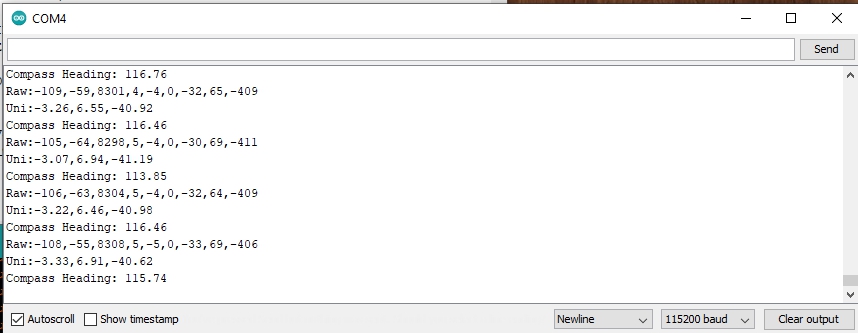 COM4
Send
Compass Heading: 116.76
Raw:-109,-59,8301,4,-4,0,-32,65,-409
Uni:-3.26,6.55,-40.92
Compass Heading: 116.46
Raw:-105,-64,8298,5,-4,0,-30,69,-411
Uni:-3.07,6.94,-41.19
Compass Heading: 113.85
Raw:-106,-63,8304,5,-4,0,-32,64,-409
Uni:-3.22,6.46,-40.98
Compass Heading: 116.46
Raw:-108,-55,8308,5,-5,0,-33,69,-406
Uni:-3.33,6.91,-40.62
Compass Heading: 115.74
Autoscroll Show timestamp Newline 115200 baud Clear output